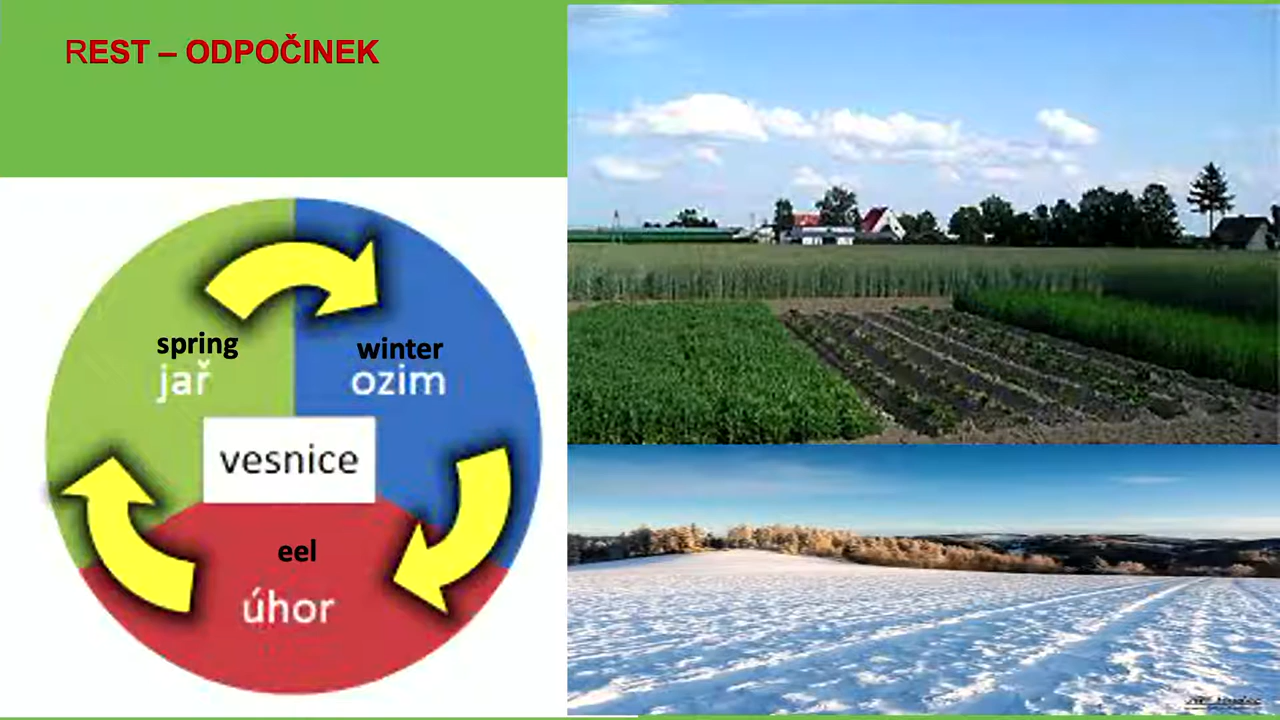 REST – ODPOČINEK
spring
jař
winter
ozim
vesnice
eel
úhor